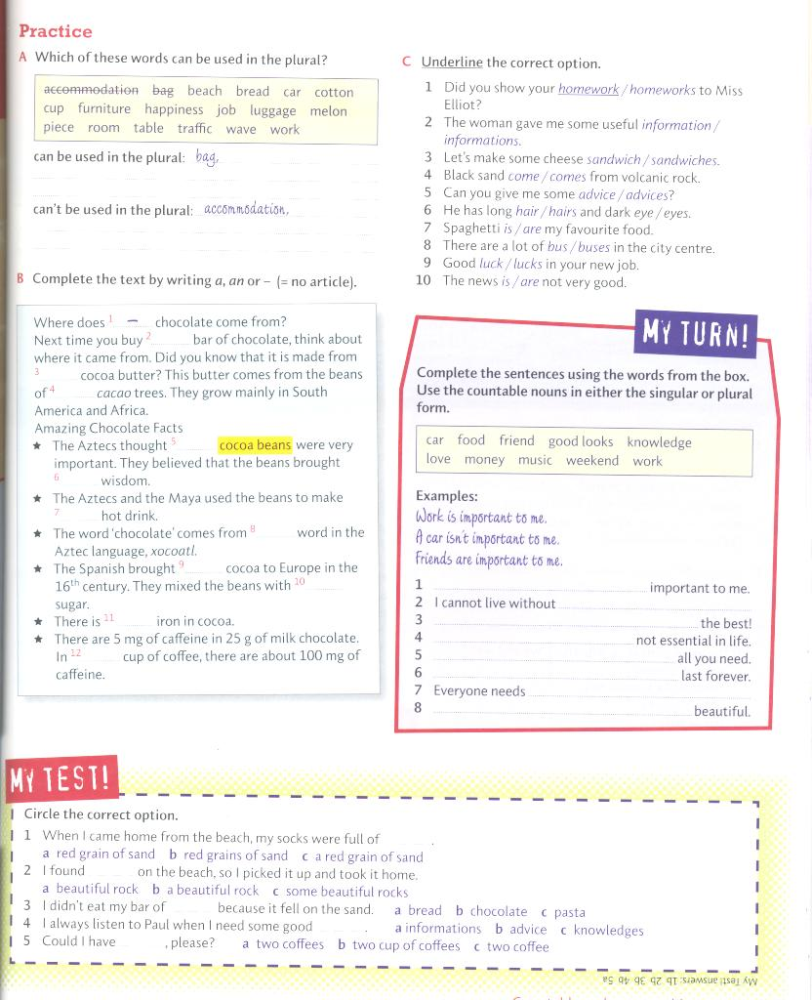 Practice
A Which of these words can be used in the plural?
accommodation bag beach bread car cotton
cup furniture happiness job luggage melon
piece room table traffic wave work
can be used in the plural: bag,
can't be used in the plural: accommodation,
B Complete the text by writing a, an or – (= no article).
Where does 1 – chocolate come from?
Next time you buy 2 bar of chocolate, think about
where it came from. Did you know that it is made from
3 cocoa butter? This butter comes from the beans
of 4 cacao trees. They grow mainly in South
America and Africa.
Amazing Chocolate Facts
★ The Aztecs thought 5 cocoa beans were very
important. They believed that the beans brought
6 wisdom.
★ The Aztecs and the Maya used the beans to make
7 hot drink.
★ The word 'chocolate' comes from 8 word in the
Aztec language, xocoatl.
★ The Spanish brought 9 cocoa to Europe in the
16th century. They mixed the beans with 10
sugar.
★ There is 11 iron in cocoa.
★ There are 5 mg of caffeine in 25 g of milk chocolate.
In 12 cup of coffee, there are about 100 mg of
caffeine.
C Underline the correct option.
1 Did you show your homework / homeworks to Miss
Elliot?
2 The woman gave me some useful information /
informations.
3 Let's make some cheese sandwich / sandwiches.
4 Black sand come / comes from volcanic rock.
5 Can you give me some advice / advices?
6 He has long hair / hairs and dark eye / eyes.
7 Spaghetti is / are my favourite food.
8 There are a lot of bus / buses in the city centre.
9 Good luck / lucks in your new job.
10 The news is / are not very good.
MY TURN!
Complete the sentences using the words from the box.
Use the countable nouns in either the singular or plural
form.
car food friend good looks knowledge
love money music weekend work
Examples:
Work is important to me.
A car isn't important to me.
Friends are important to me.
1 important to me.
2 I cannot live without
3 the best!
4 not essential in life.
5 all you need.
6 last forever.
7 Everyone needs
8 beautiful.
MY TEST!
Circle the correct option.
1 When I came home from the beach, my socks were full of .
a red grain of sand b red grains of sand c a red grain of sand
2 I found on the beach, so I picked it up and took it home.
a beautiful rock b a beautiful rock c some beautiful rocks
3 I didn't eat my bar of because it fell on the sand. a bread b chocolate c pasta
4 I always listen to Paul when I need some good . a informations b advice c knowledges
5 Could I have , please? a two coffees b two cup of coffees c two coffee
My Test answers: 1b 2b 3b 4b 5a